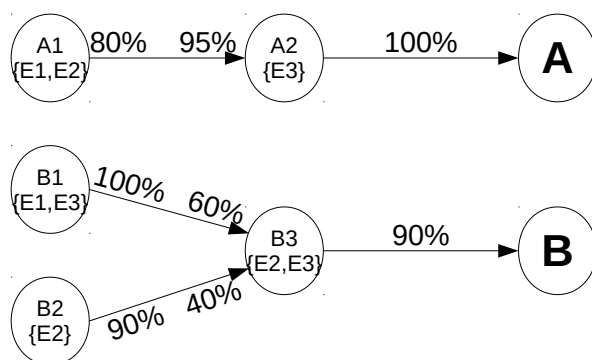 A1
{E1,E2}
80%
95%
A2
{E3}
100%
A
B1
{E1,E3}
100%
60%
B2
{E2}
90%
40%
B3
{E2,E3}
90%
B